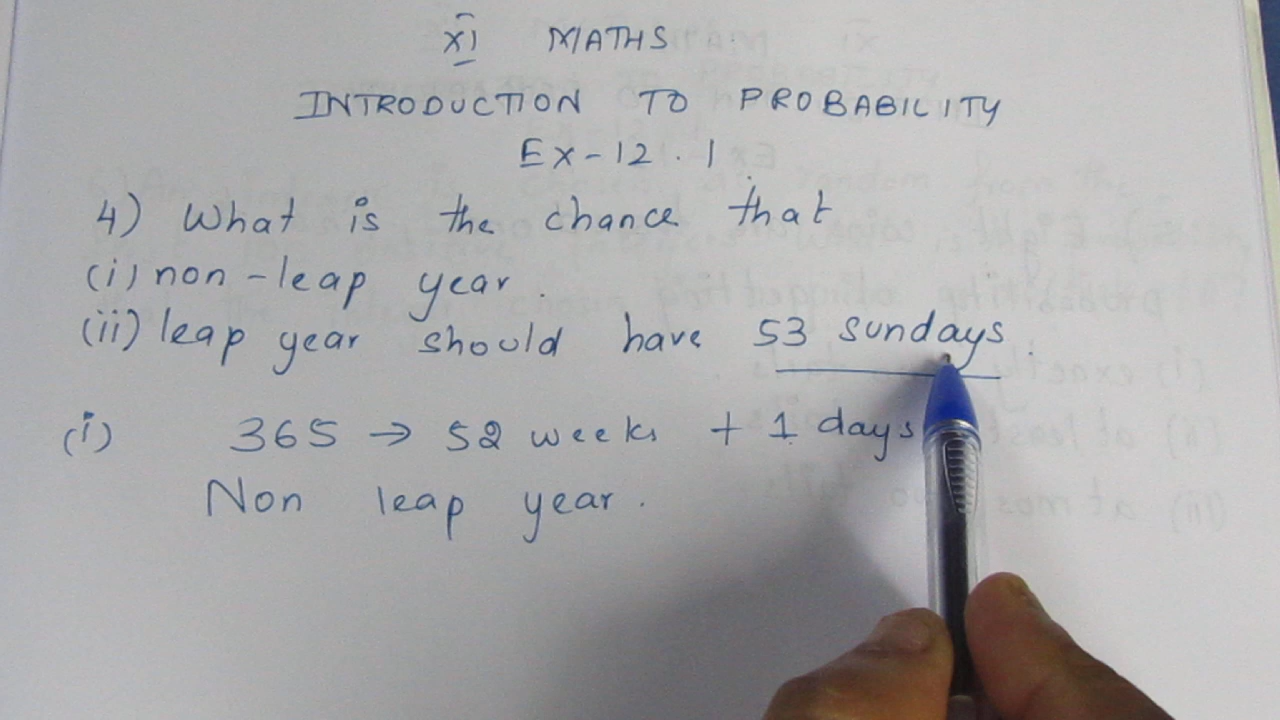 XI MATHS
INTRODUCTION TO PROBABILITY
Ex-12.1
4) What is the chance that
(i) non-leap year.
(ii) leap year should have 53 sundays.
(i) 365 → 52 weeks + 1 days
Non leap year.